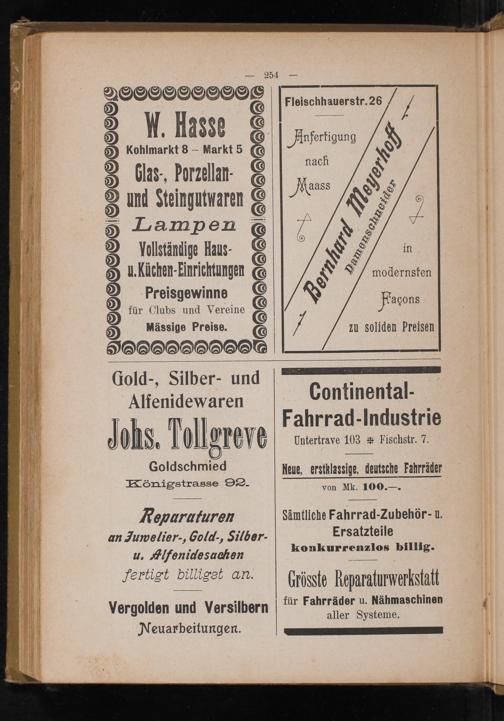 — 254 —
W. Hasse
Kohlmarkt 8 – Markt 5
Glas-, Porzellan-
und Steingutwaren
Lampen
Vollständige Haus-
u. Küchen-Einrichtungen
Preisgewinne
für Clubs und Vereine
Mässige Preise.
Fleischhauerstr. 26
Anfertigung
nach
Maass
Bernhard Meyerhoff
Damenschneider
in
modernsten
Façons
zu soliden Preisen
Gold-, Silber- und
Alfenidewaren
Johs. Tollgreve
Goldschmied
Königstrasse 92.
Reparaturen
an Juwelier-, Gold-, Silber-
u. Alfenidesachen
fertigt billigst an.
Vergolden und Versilbern
Neuarbeitungen.
Continental-
Fahrrad-Industrie
Untertrave 103 ✠ Fischstr. 7.
Neue, erstklassige, deutsche Fahrräder
von Mk. 100.—.
Sämtliche Fahrrad-Zubehör- u.
Ersatzteile
konkurrenzlos billig.
Grösste Reparaturwerkstatt
für Fahrräder u. Nähmaschinen
aller Systeme.